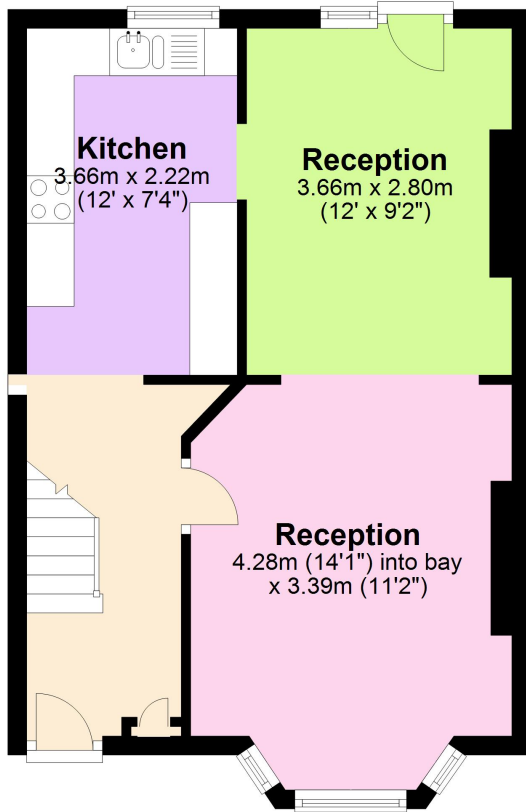 Kitchen
3.66m x 2.22m
(12' x 7'4")
Reception
3.66m x 2.80m
(12' x 9'2")
Reception
4.28m (14'1") into bay
x 3.39m (11'2")